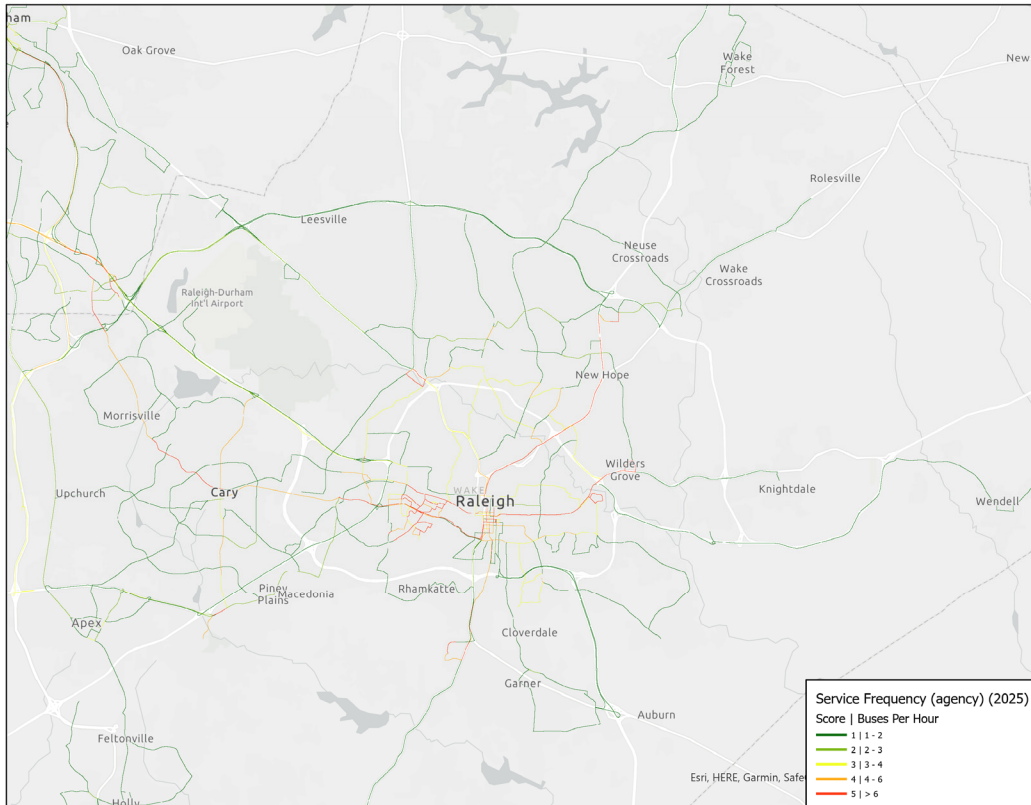 ham
Oak Grove
Wake
Forest
New
Rolesville
Leesville
Neuse
Crossroads
Wake
Crossroads
Raleigh-Durham
Int'l Airport
New Hope
Morrisville
Wilders
Grove
Upchurch
Cary
WAKE
Raleigh
Knightdale
Wendell
Piney
Plains
Macedonia
Rhamkatte
Apex
Cloverdale
Garner
Auburn
Feltonville
Holly
Esri, HERE, Garmin, Safe
Service Frequency (agency) (2025)
Score | Buses Per Hour
1 | 1 - 2
2 | 2 - 3
3 | 3 - 4
4 | 4 - 6
5 | > 6